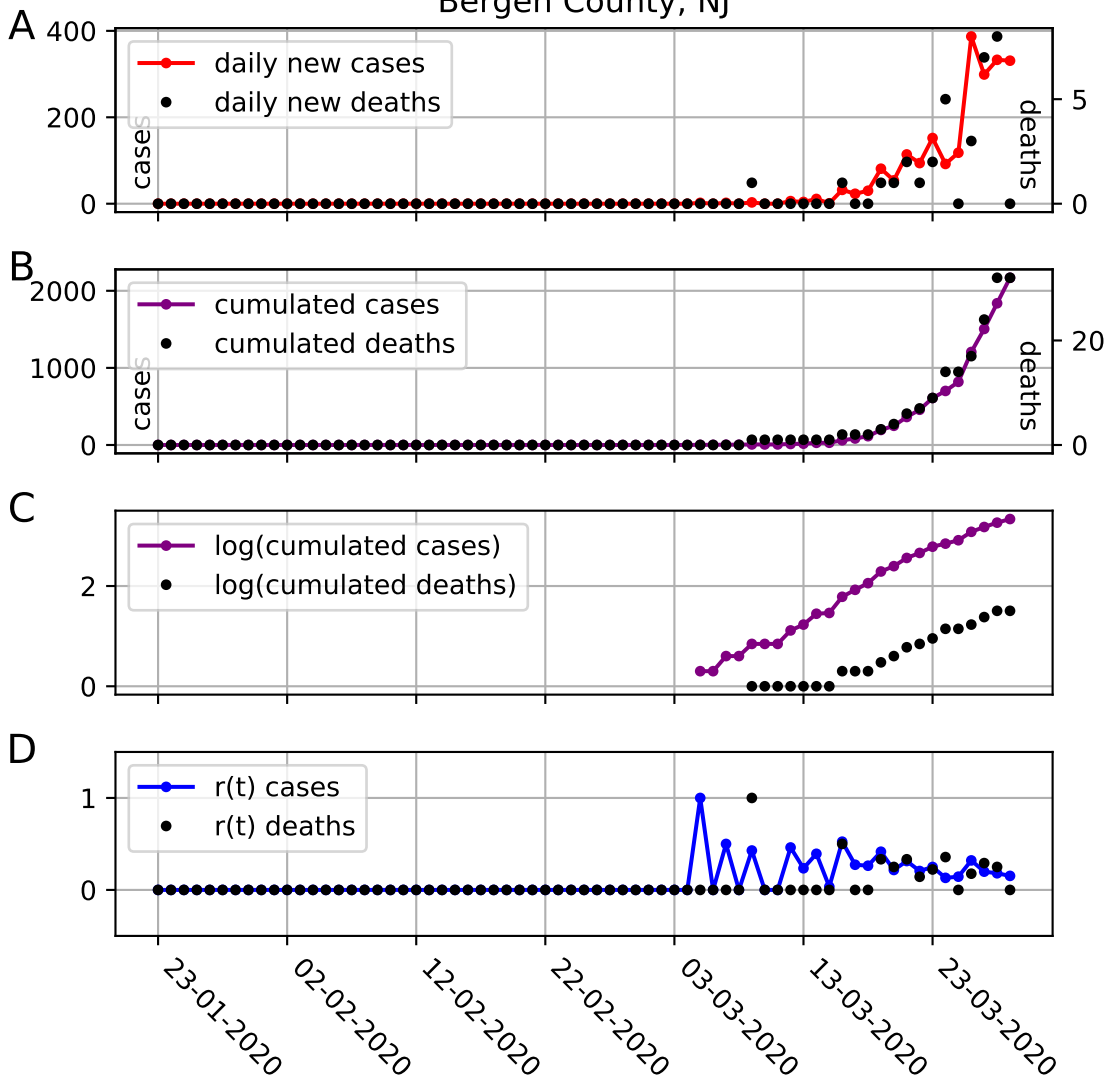 Bergen County, NJ
A
400
200
0
cases
daily new cases
daily new deaths
5
0
deaths
B
2000
1000
0
cases
cumulated cases
cumulated deaths
20
0
deaths
C
2
0
log(cumulated cases)
log(cumulated deaths)
D
1
0
r(t) cases
r(t) deaths
23-01-2020
02-02-2020
12-02-2020
22-02-2020
03-03-2020
13-03-2020
23-03-2020